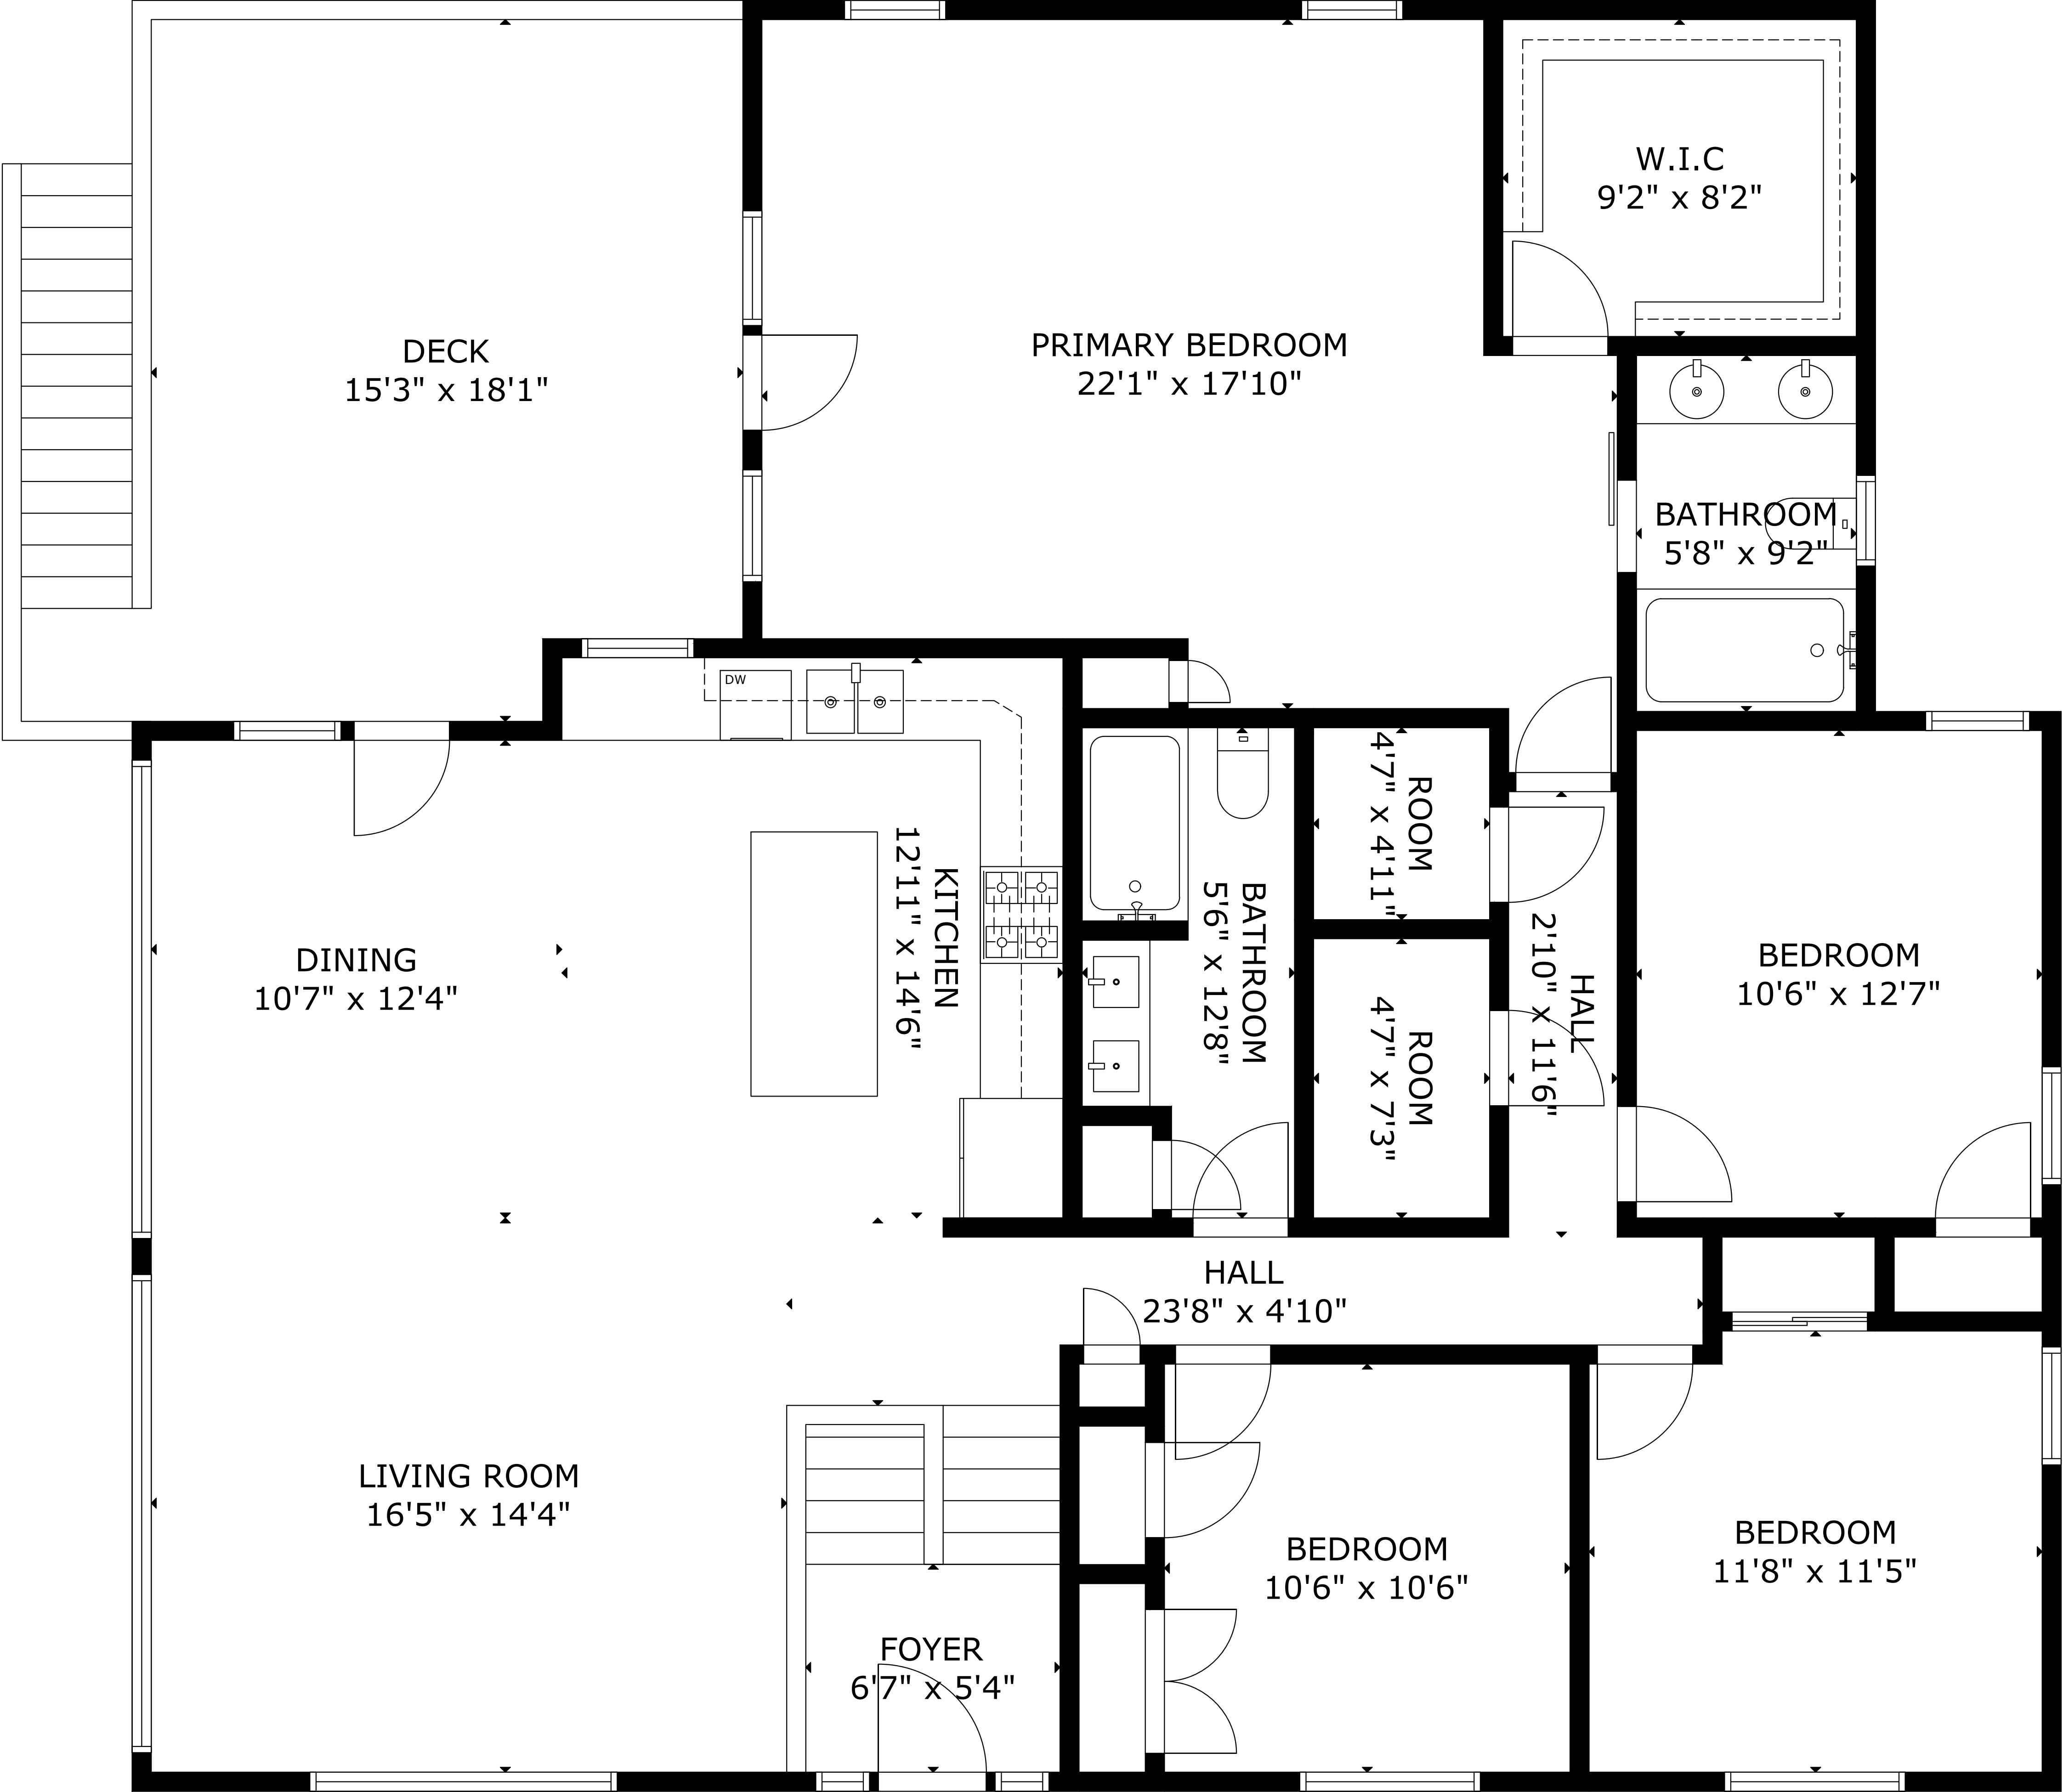 W.I.C
9'2" x 8'2"
DECK
15'3" x 18'1"
PRIMARY BEDROOM
22'1" x 17'10"
BATHROOM
5'8" x 9'2"
DW
ROOM
4'7" x 4'11"
KITCHEN
12'11" x 14'6"
BATHROOM
5'6" x 12'8"
DINING
10'7" x 12'4"
ROOM
4'7" x 7'3"
HALL
2'10" x 11'6"
BEDROOM
10'6" x 12'7"
HALL
23'8" x 4'10"
LIVING ROOM
16'5" x 14'4"
BEDROOM
10'6" x 10'6"
BEDROOM
11'8" x 11'5"
FOYER
6'7" x 5'4"